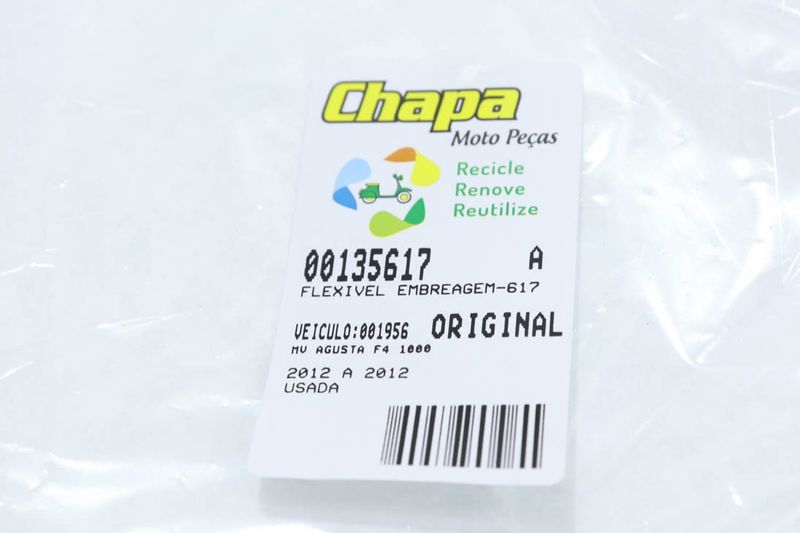 Chapa
Moto Peças
Recicle
Renove
Reutilize
00135617 A
FLEXIVEL EMBREAGEM-617
VEICULO:001956 ORIGINAL
MV AGUSTA F4 1000
2012 A 2012
USADA